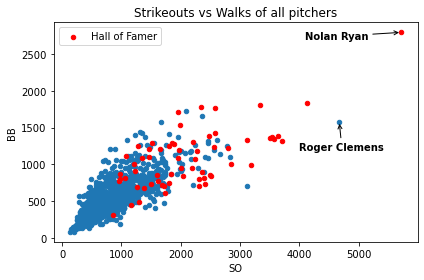 Strikeouts vs Walks of all pitchers
Hall of Famer
Nolan Ryan
Roger Clemens
BB
2500
2000
1500
1000
500
0
0 1000 2000 3000 4000 5000
SO